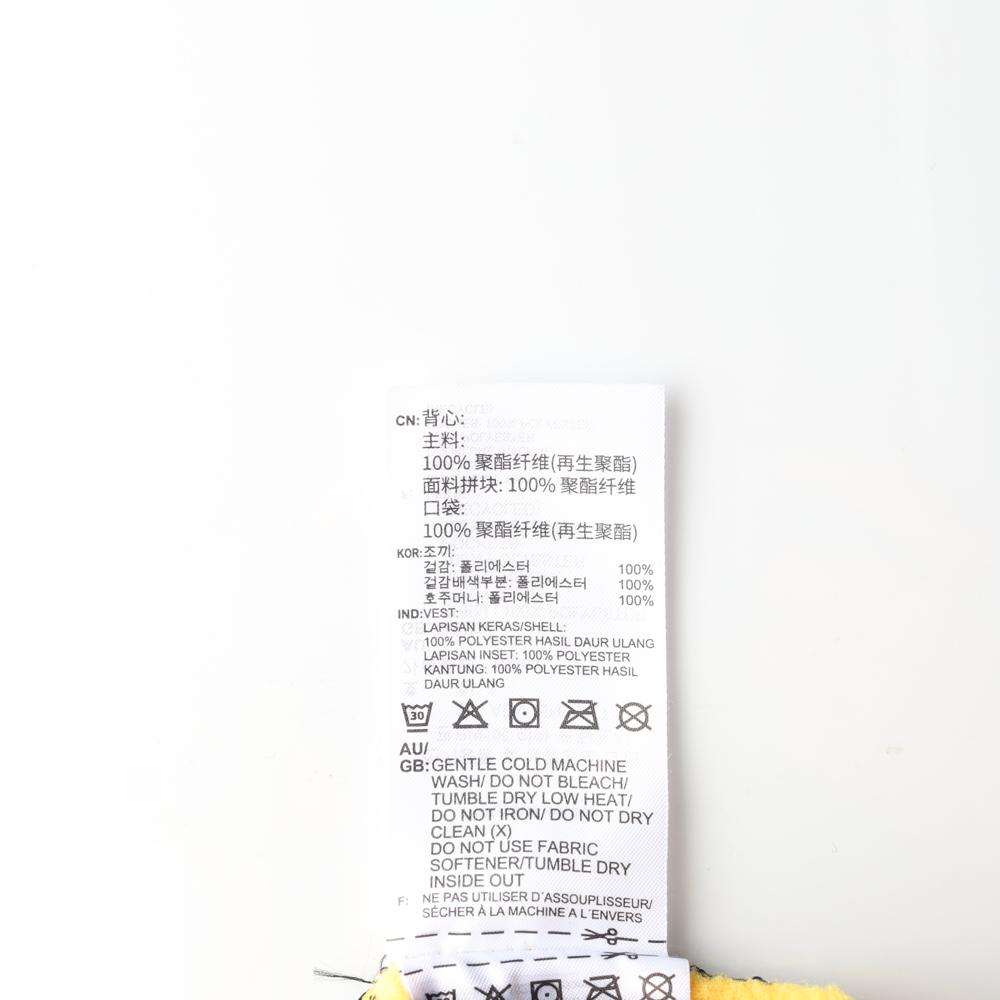 CN: 背心:
主料:
100% 聚酯纤维(再生聚酯)
面料拼块: 100% 聚酯纤维
口袋:
100% 聚酯纤维(再生聚酯)
KOR: 조끼:
겉감: 폴리에스터 100%
겉감배색부분: 폴리에스터 100%
호주머니: 폴리에스터 100%
IND: VEST:
LAPISAN KERAS/SHELL:
100% POLYESTER HASIL DAUR ULANG
LAPISAN INSET: 100% POLYESTER
KANTUNG: 100% POLYESTER HASIL
DAUR ULANG
30
AU/
GB: GENTLE COLD MACHINE
WASH/ DO NOT BLEACH/
TUMBLE DRY LOW HEAT/
DO NOT IRON/ DO NOT DRY
CLEAN (X)
DO NOT USE FABRIC
SOFTENER/TUMBLE DRY
INSIDE OUT
F: NE PAS UTILISER D´ASSOUPLISSEUR/
SÉCHER À LA MACHINE A L´ENVERS